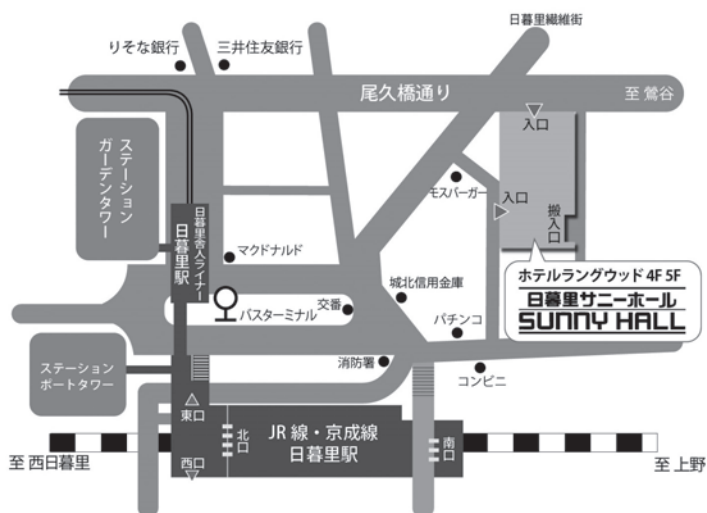 日暮里繊維街
りそな銀行
三井住友銀行
尾久橋通り
至 鶯谷
入口
ステーション
ガーデンタワー
モスバーガー
入口
搬入口
日暮里舎人ライナー
日暮里駅
マクドナルド
ホテルラングウッド 4F 5F
日暮里サニーホール
SUNNY HALL
城北信用金庫
バスターミナル
交番
パチンコ
ステーション
ポートタワー
消防署
コンビニ
東口
北口
JR 線・京成線
日暮里駅
南口
西口
至 西日暮里
至 上野